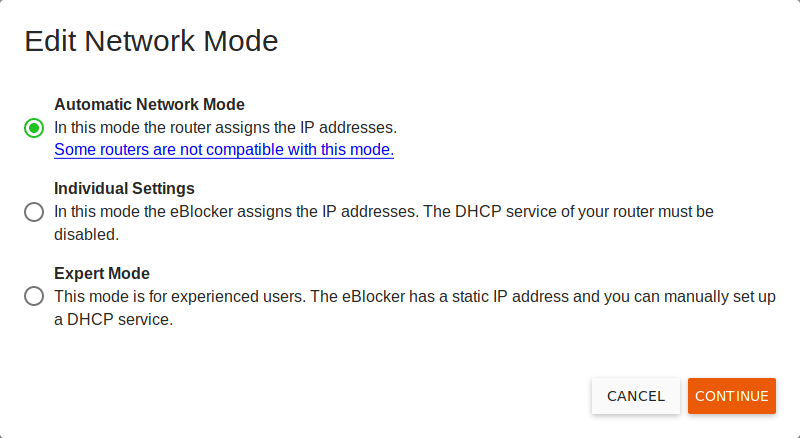 Edit Network Mode
Automatic Network Mode
In this mode the router assigns the IP addresses.
Some routers are not compatible with this mode.
Individual Settings
In this mode the eBlocker assigns the IP addresses. The DHCP service of your router must be
disabled.
Expert Mode
This mode is for experienced users. The eBlocker has a static IP address and you can manually set up
a DHCP service.
CANCEL
CONTINUE